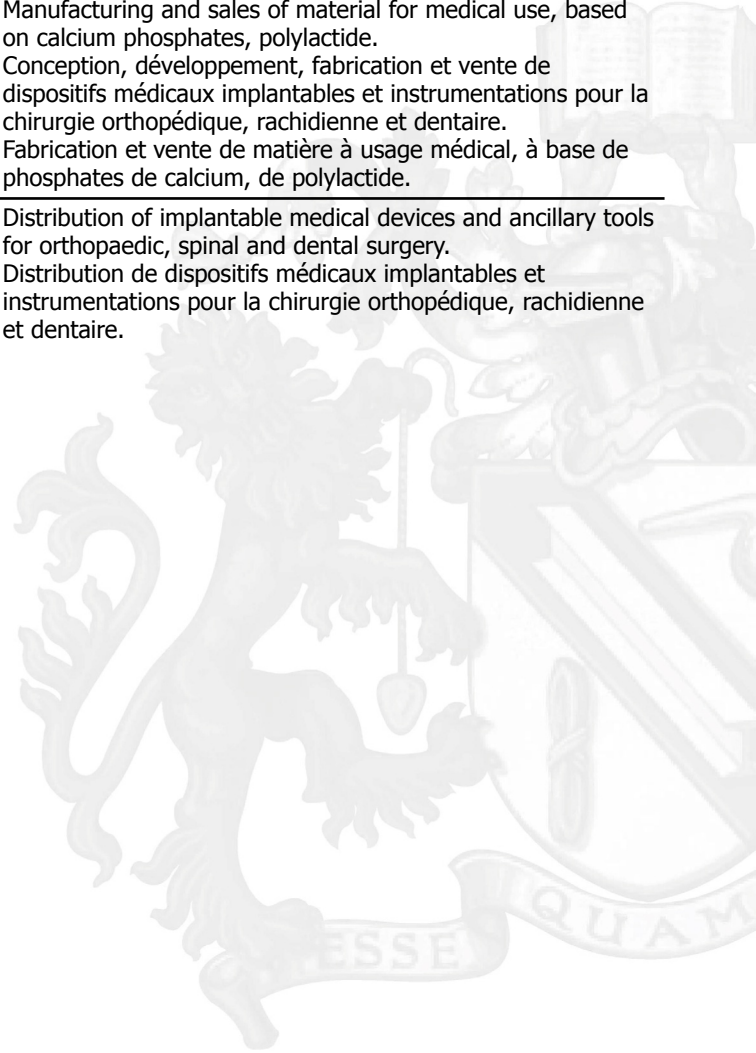 Manufacturing and sales of material for medical use, based
on calcium phosphates, polylactide.
Conception, développement, fabrication et vente de
dispositifs médicaux implantables et instrumentations pour la
chirurgie orthopédique, rachidienne et dentaire.
Fabrication et vente de matière à usage médical, à base de
phosphates de calcium, de polylactide.
Distribution of implantable medical devices and ancillary tools
for orthopaedic, spinal and dental surgery.
Distribution de dispositifs médicaux implantables et
instrumentations pour la chirurgie orthopédique, rachidienne
et dentaire.
ESSE QUAM